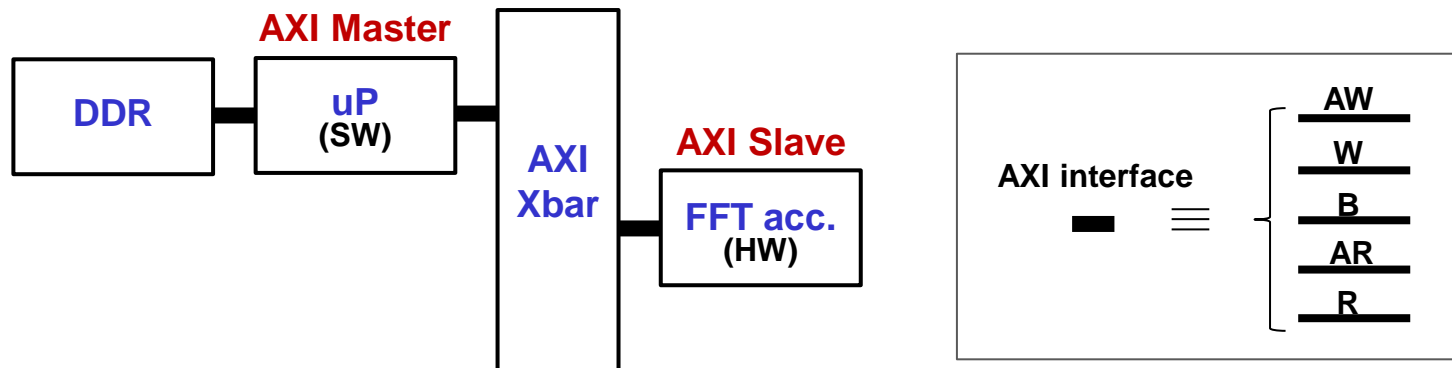 AXI Master
DDR
uP
(SW)
AXI
Xbar
AXI Slave
FFT acc.
(HW)
AXI interface
AW
W
B
AR
R